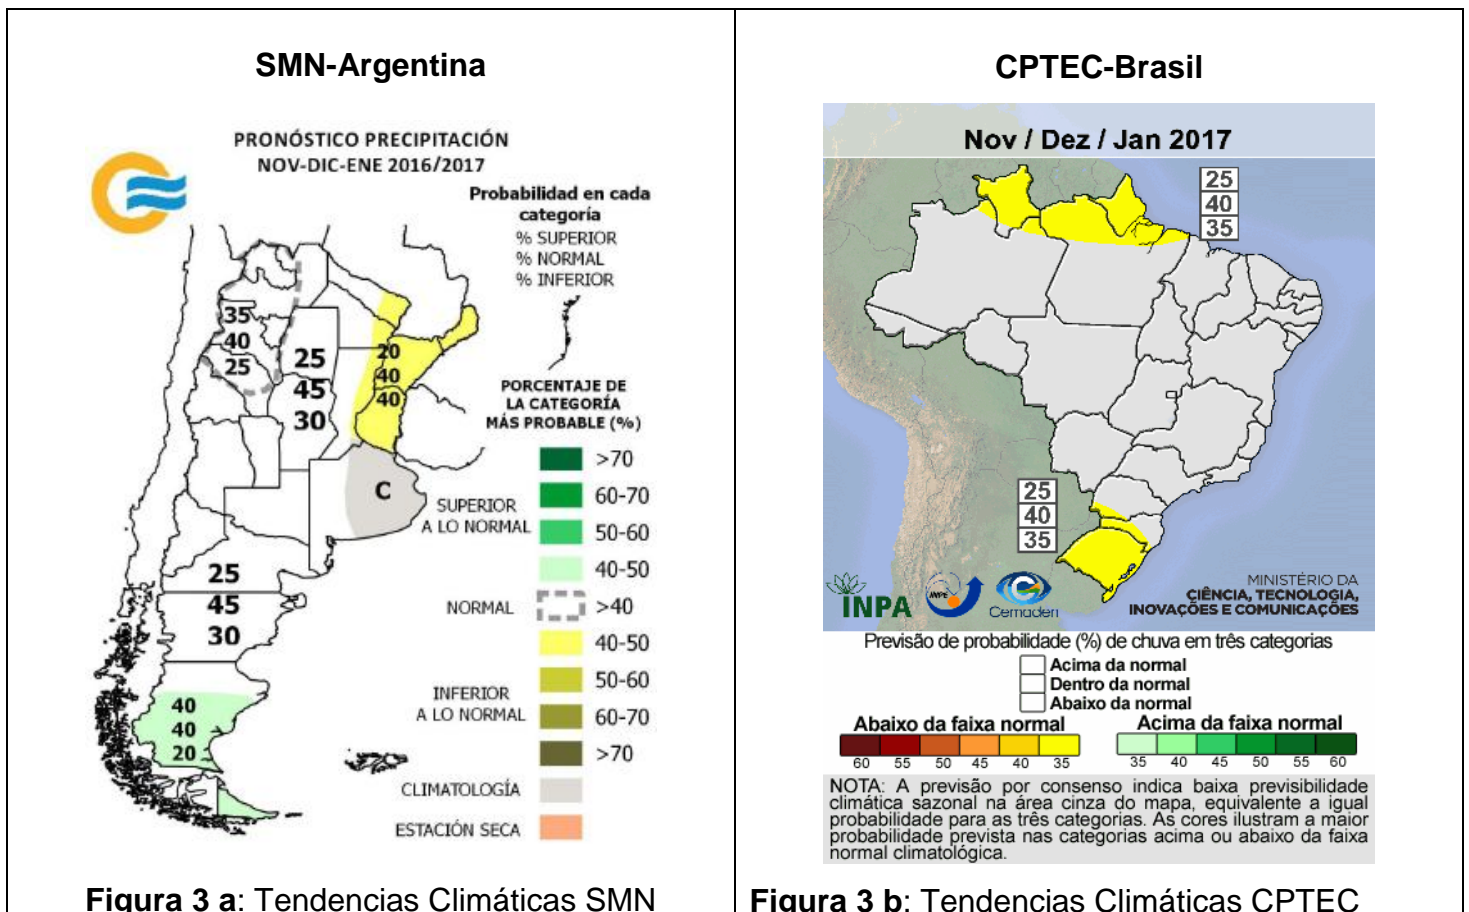 SMN-Argentina
PRONÓSTICO PRECIPITACIÓN
NOV-DIC-ENE 2016/2017
Probabilidad en cada
categoría
% SUPERIOR
% NORMAL
% INFERIOR
35
40
25
25
45
30
20
40
40
C
25
45
30
40
40
20
PORCENTAJE DE
LA CATEGORÍA
MÁS PROBABLE (%)
SUPERIOR
A LO NORMAL
>70
60-70
50-60
40-50
NORMAL
>40
INFERIOR
A LO NORMAL
40-50
50-60
60-70
>70
CLIMATOLOGÍA
ESTACIÓN SECA
Figura 3 a: Tendencias Climáticas SMN
CPTEC-Brasil
Nov / Dez / Jan 2017
25
40
35
25
40
35
INPA
INPE
Cemaden
MINISTÉRIO DA
CIÊNCIA, TECNOLOGIA,
INOVAÇÕES E COMUNICAÇÕES
Previsão de probabilidade (%) de chuva em três categorias
Acima da normal
Dentro da normal
Abaixo da normal
Abaixo da faixa normal
60 55 50 45 40 35
Acima da faixa normal
35 40 45 50 55 60
NOTA: A previsão por consenso indica baixa previsibilidade
climática sazonal na área cinza do mapa, equivalente a igual
probabilidade para as três categorias. As cores ilustram a maior
probabilidade prevista nas categorias acima ou abaixo da faixa
normal climatológica.
Figura 3 b: Tendencias Climáticas CPTEC